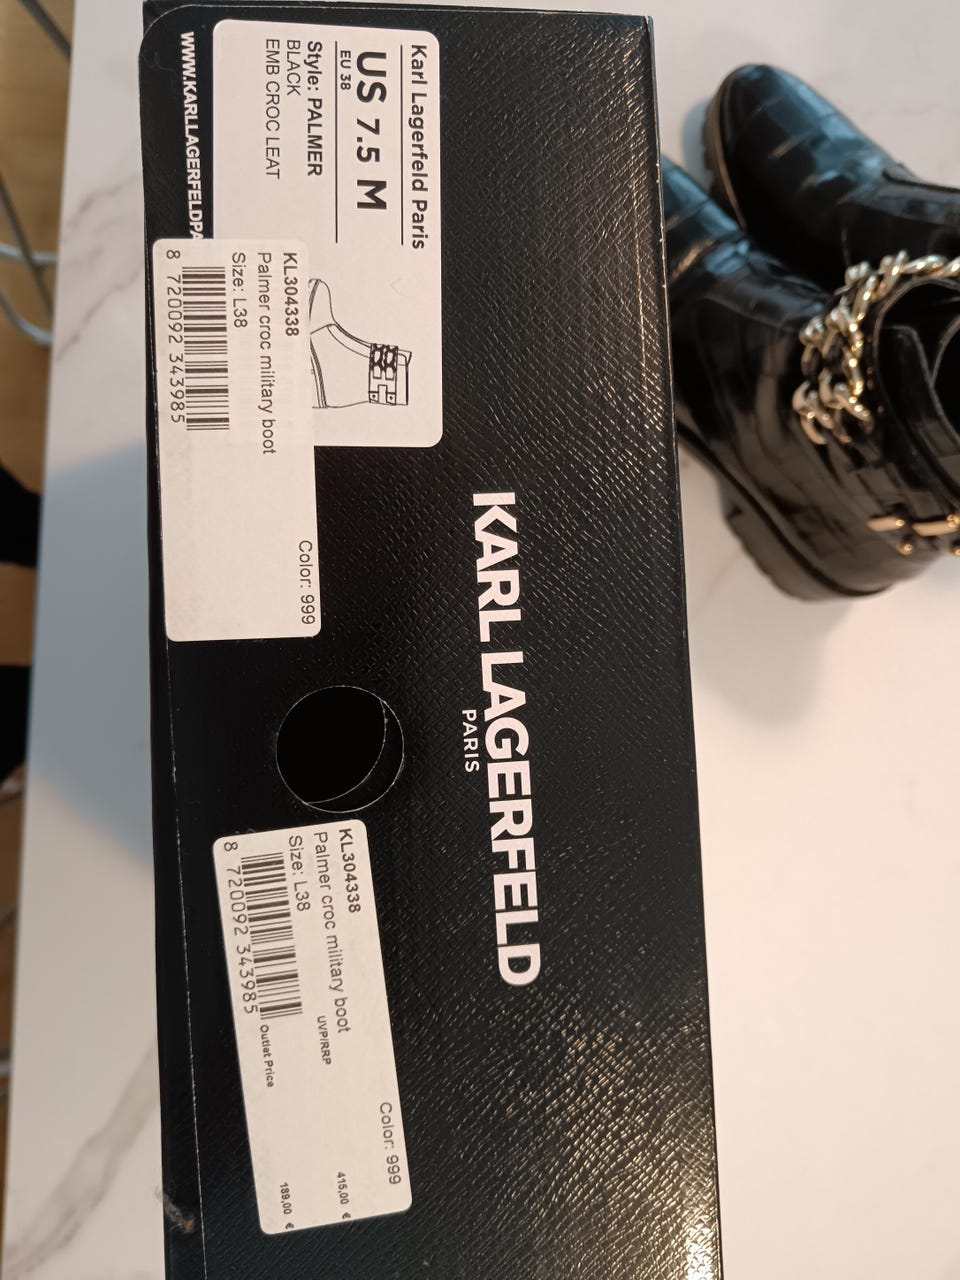 Karl Lagerfeld Paris
US 7.5 M
EU 38
Style: PALMER
BLACK
EMB CROC LEAT
WWW.KARLLAGERFELDPA
KL304338
Palmer croc military boot
Size: L38
Color: 999
8 720092 343985
KARL LAGERFELD
PARIS
KL304338
Palmer croc military boot
Size: L38
Color: 999
8 720092 343985
UVP/RRP 415,00 €
Outlet Price 189,00 €